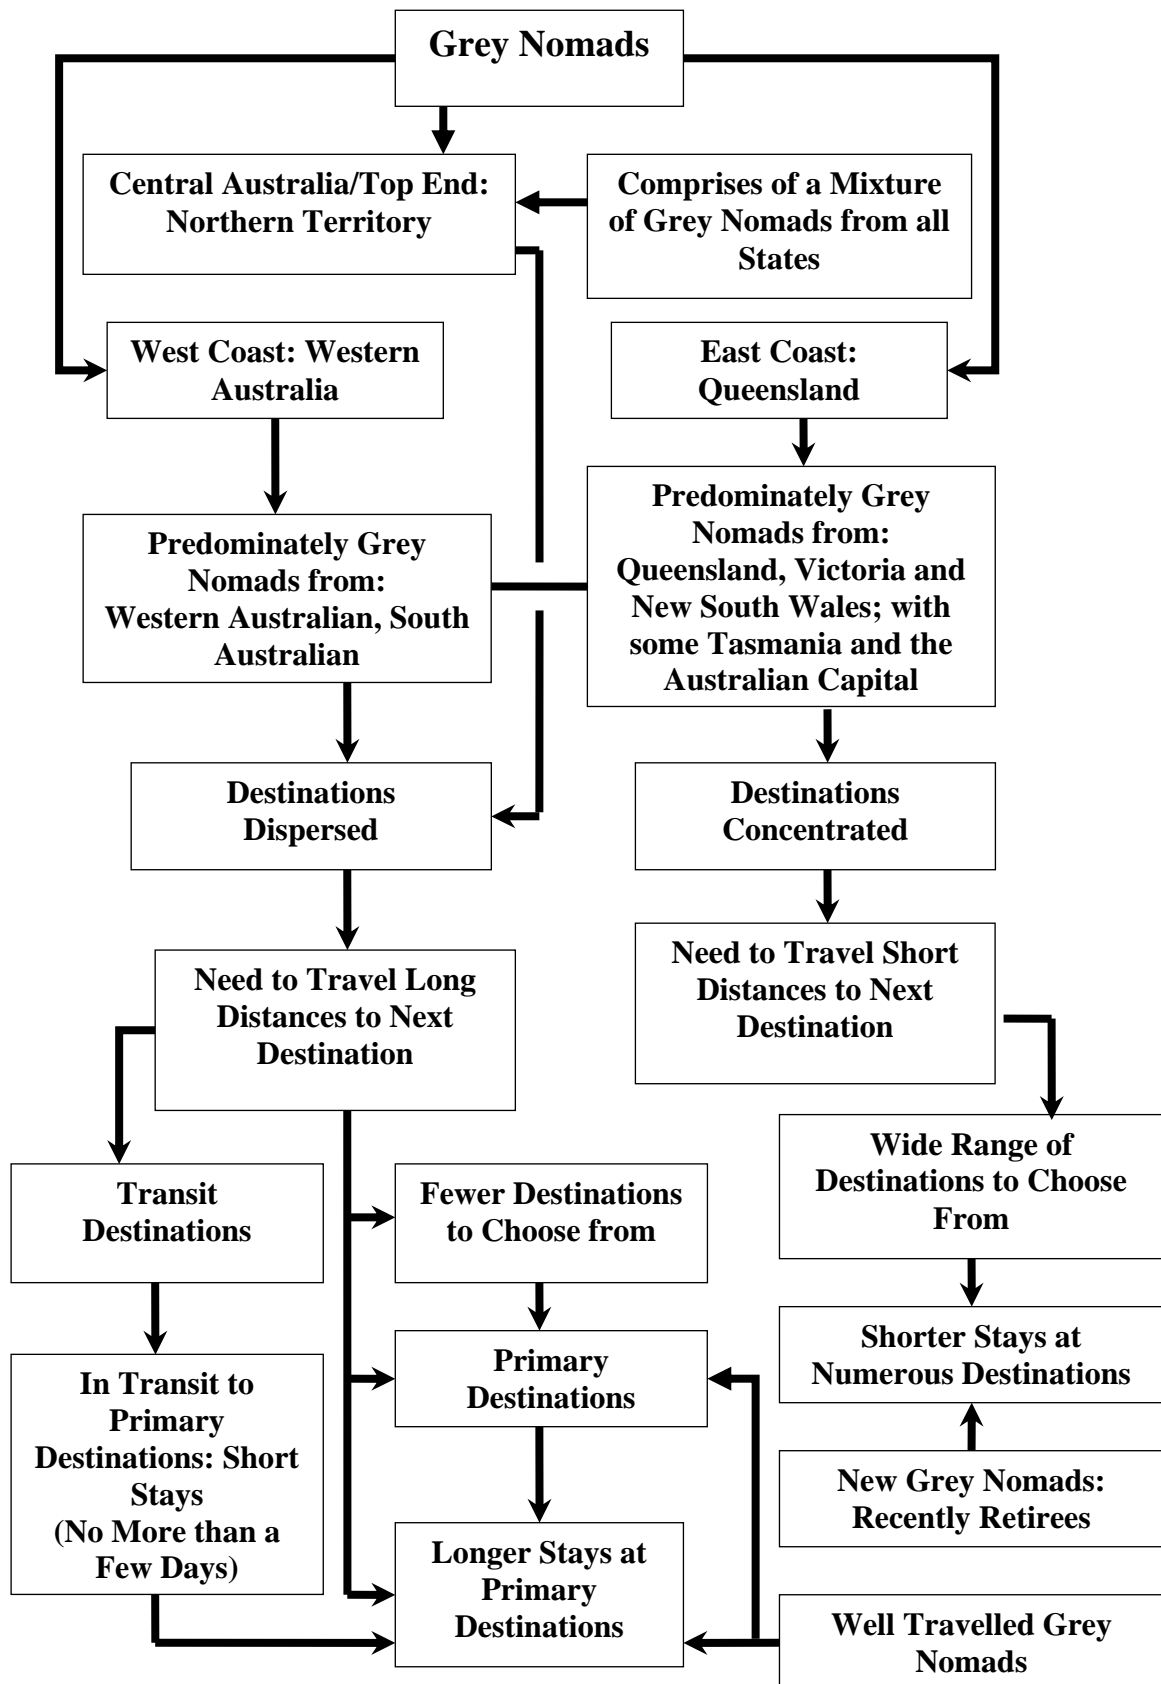 Grey Nomads
Central Australia/Top End:
Northern Territory
Comprises of a Mixture
of Grey Nomads from all
States
West Coast: Western
Australia
East Coast:
Queensland
Predominately Grey
Nomads from:
Western Australian, South
Australian
Predominately Grey
Nomads from:
Queensland, Victoria and
New South Wales; with
some Tasmania and the
Australian Capital
Destinations
Dispersed
Destinations
Concentrated
Need to Travel Long
Distances to Next
Destination
Need to Travel Short
Distances to Next
Destination
Transit
Destinations
Fewer Destinations
to Choose from
Wide Range of
Destinations to Choose
From
In Transit to
Primary
Destinations: Short
Stays
(No More than a
Few Days)
Primary
Destinations
Shorter Stays at
Numerous Destinations
New Grey Nomads:
Recently Retirees
Longer Stays at
Primary
Destinations
Well Travelled Grey
Nomads